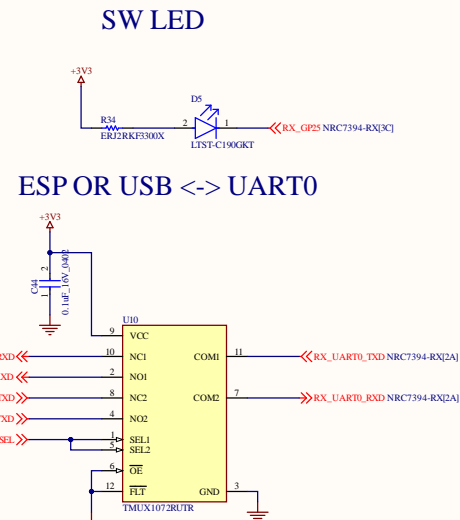 SW LED
+3V3
D5
R34
2
1
RX_GP25 NRC7394-RX[3C]
ERJ2RKF3300X
LTST-C190GKT
ESP OR USB <-> UART0
+3V3
2
C44
1
0.1uF_16V_0402
U10
9 VCC
10 NC1 COM1 11 RX_UART0_TXD NRC7394-RX[2A]
2 NO1
8 NC2 COM2 7 RX_UART0_RXD NRC7394-RX[2A]
4 NO2
1 SEL1
5 SEL2
6 OE
12 FLT GND 3
TMUX1072RUTR